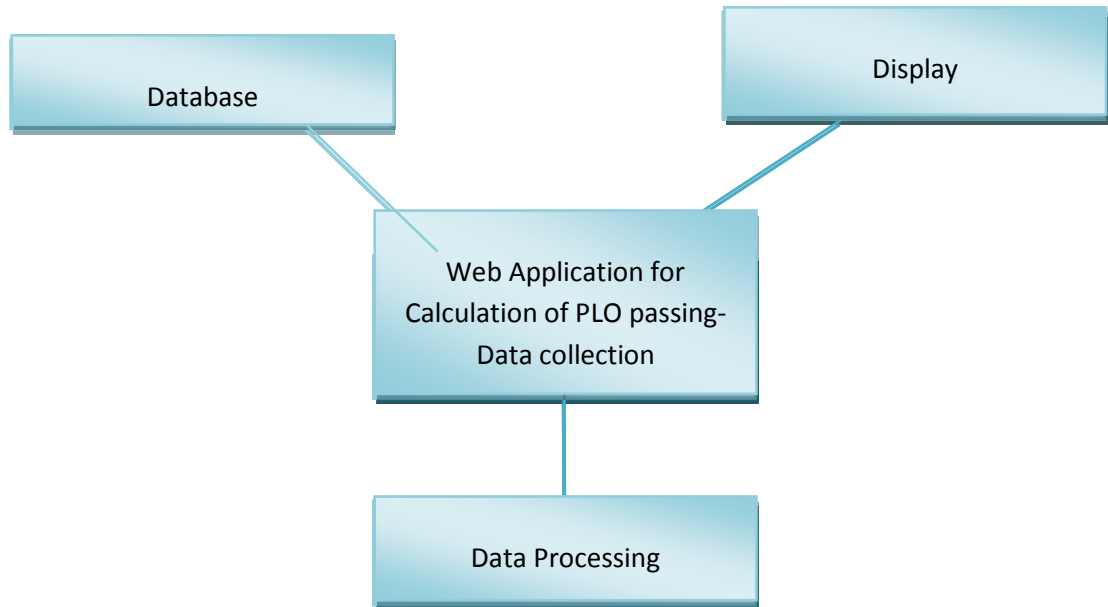 Database
Display
Web Application for
Calculation of PLO passing-
Data collection
Data Processing